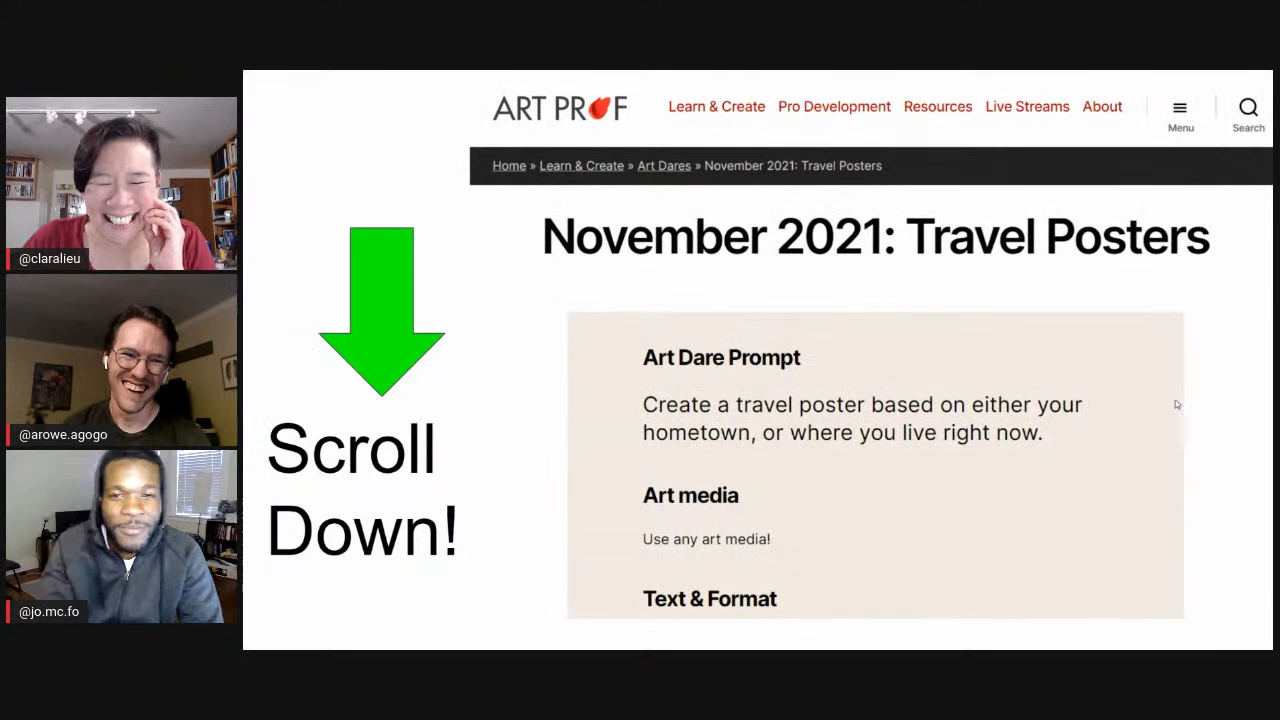 @claralieu
@arowe.agogo
@jo.mc.fo
Scroll
Down!
ART PROF
Learn & Create Pro Development Resources Live Streams About
Menu
Search
Home » Learn & Create » Art Dares » November 2021: Travel Posters
November 2021: Travel Posters
Art Dare Prompt
Create a travel poster based on either your
hometown, or where you live right now.
Art media
Use any art media!
Text & Format